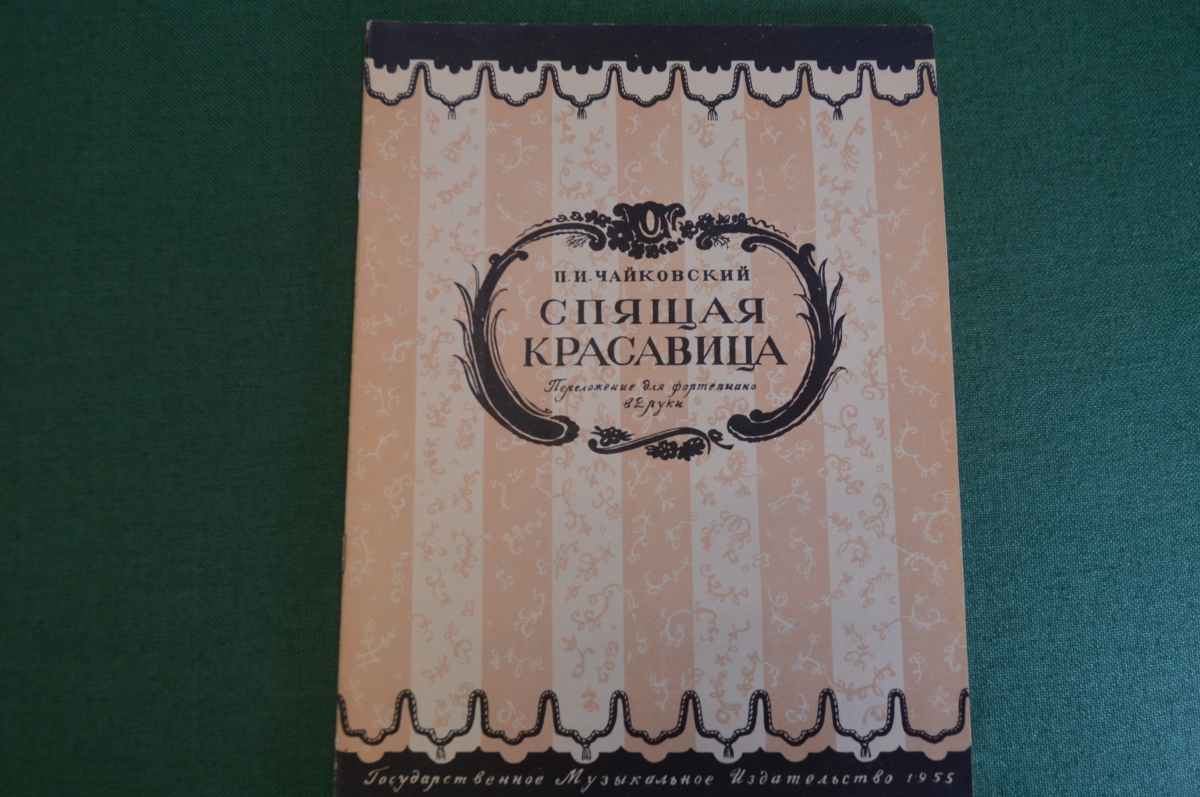 П. И. ЧАЙКОВСКИЙ
СПЯЩАЯ
КРАСАВИЦА
Переложение для фортепиано
в 2 руки
Государственное Музыкальное Издательство 1955